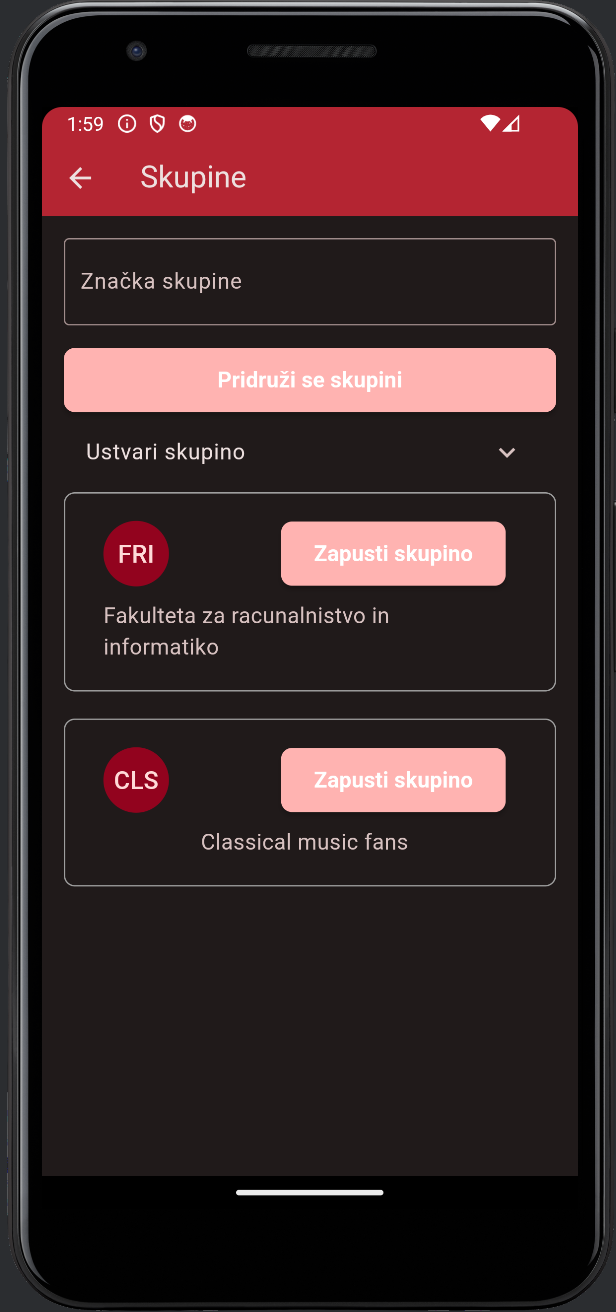 1:59
Skupine
Značka skupine
Pridruži se skupini
Ustvari skupino
FRI
Zapusti skupino
Fakulteta za racunalnistvo in
informatiko
CLS
Zapusti skupino
Classical music fans